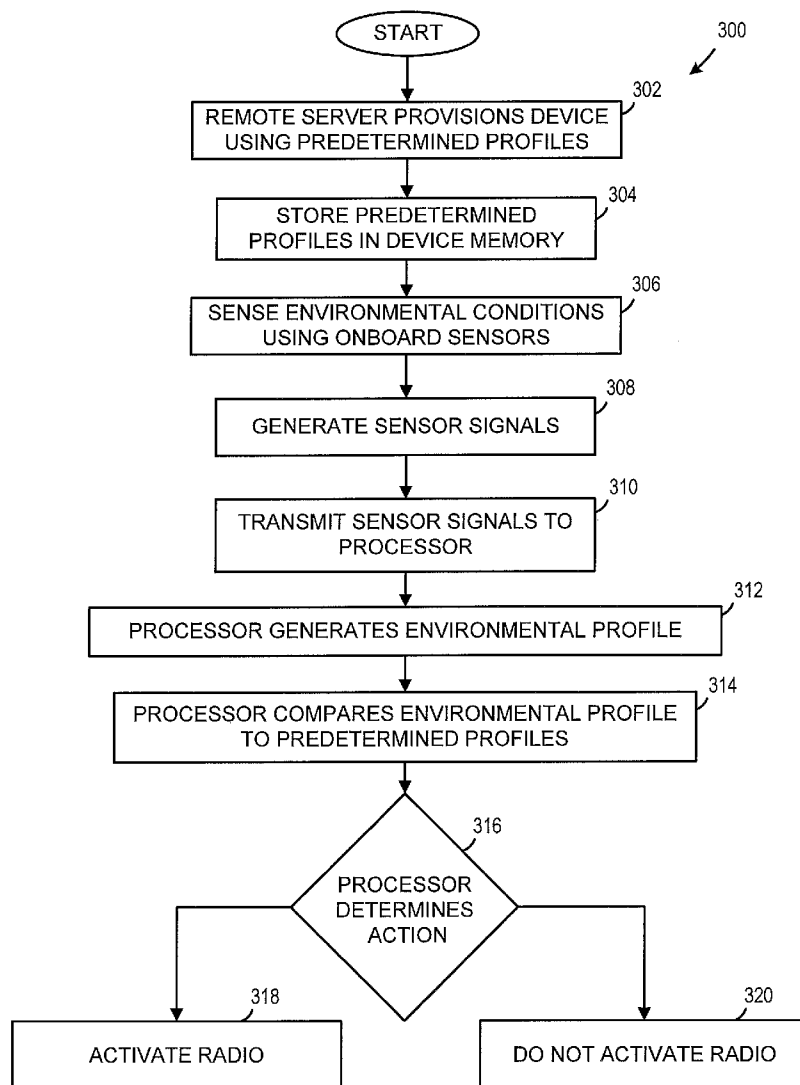 START
300
302
REMOTE SERVER PROVISIONS DEVICE
USING PREDETERMINED PROFILES
304
STORE PREDETERMINED
PROFILES IN DEVICE MEMORY
306
SENSE ENVIRONMENTAL CONDITIONS
USING ONBOARD SENSORS
308
GENERATE SENSOR SIGNALS
310
TRANSMIT SENSOR SIGNALS TO
PROCESSOR
312
PROCESSOR GENERATES ENVIRONMENTAL PROFILE
314
PROCESSOR COMPARES ENVIRONMENTAL PROFILE
TO PREDETERMINED PROFILES
316
PROCESSOR
DETERMINES
ACTION
318
ACTIVATE RADIO
320
DO NOT ACTIVATE RADIO